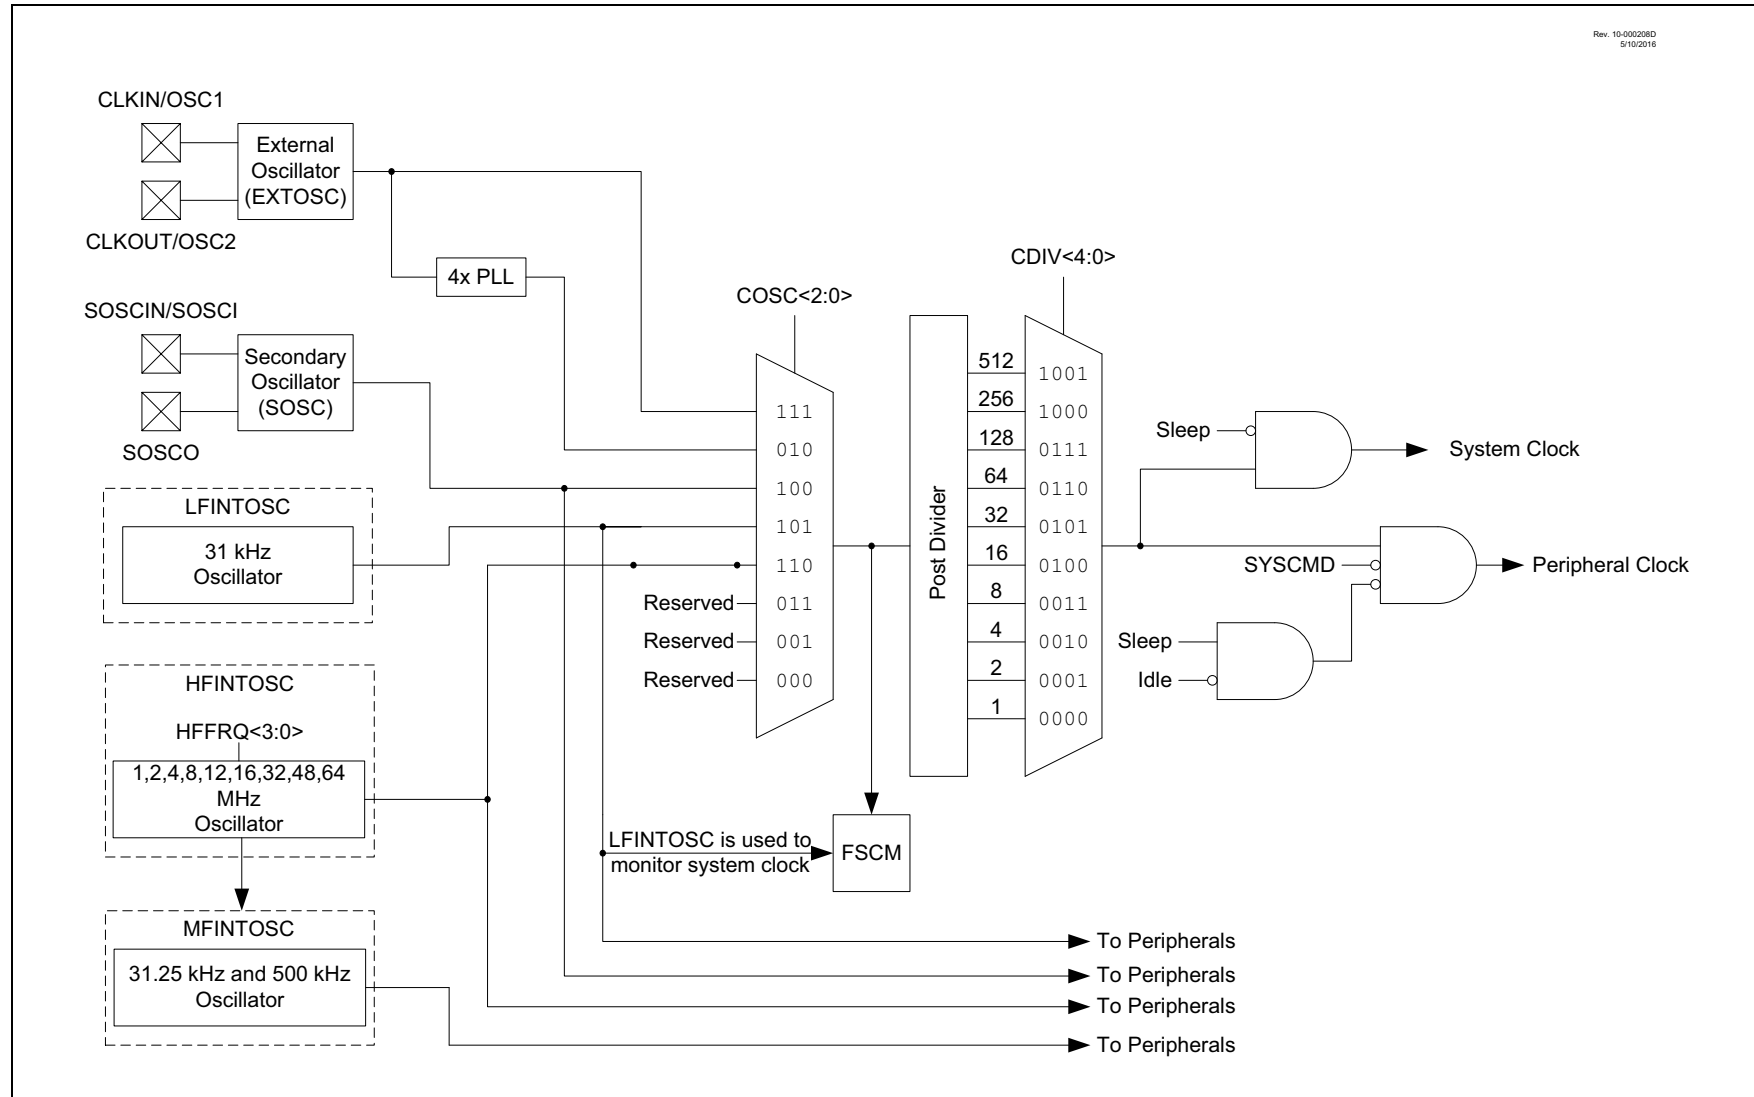 Rev. 10-000208D
5/10/2016
CLKIN/OSC1
External
Oscillator
(EXTOSC)
CLKOUT/OSC2
4x PLL
SOSCIN/SOSCI
Secondary
Oscillator
(SOSC)
SOSCO
LFINTOSC
31 kHz
Oscillator
HFINTOSC
HFFRQ<3:0>
1,2,4,8,12,16,32,48,64
MHz
Oscillator
MFINTOSC
31.25 kHz and 500 kHz
Oscillator
COSC<2:0>
111
010
100
101
110
Reserved 011
Reserved 001
Reserved 000
LFINTOSC is used to
monitor system clock
FSCM
Post Divider
CDIV<4:0>
512 1001
256 1000
128 0111
64 0110
32 0101
16 0100
8 0011
4 0010
2 0001
1 0000
Sleep
System Clock
SYSCMD
Peripheral Clock
Sleep
Idle
To Peripherals
To Peripherals
To Peripherals
To Peripherals